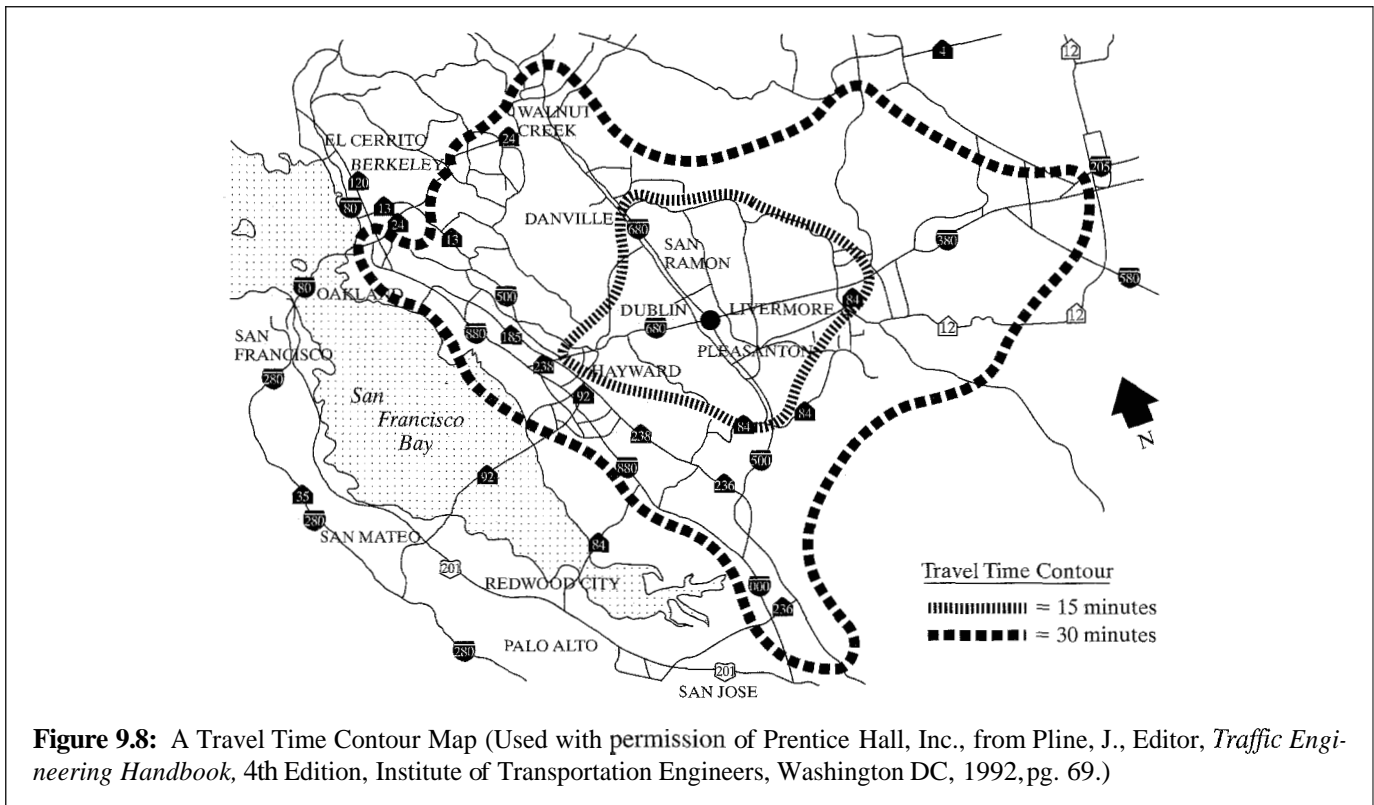 4
12
WALNUT
CREEK
24
EL CERRITO
BERKELEY
120
80
13
24
13
205
DANVILLE
680
SAN
RAMON
380
580
80
OAKLAND
500
DUBLIN
LIVERMORE
84
12
12
SAN
FRANCISCO
280
880
185
680
PLEASANTON
238
HAYWARD
92
San
Francisco
Bay
84
84
238
N
880
500
92
236
35
280
SAN MATEO
84
201
REDWOOD CITY
Travel Time Contour
= 15 minutes
= 30 minutes
000
236
PALO ALTO
280
201
SAN JOSE
Figure 9.8: A Travel Time Contour Map (Used with permission of Prentice Hall, Inc., from Pline, J., Editor, Traffic Engi-
neering Handbook, 4th Edition, Institute of Transportation Engineers, Washington DC, 1992, pg. 69.)